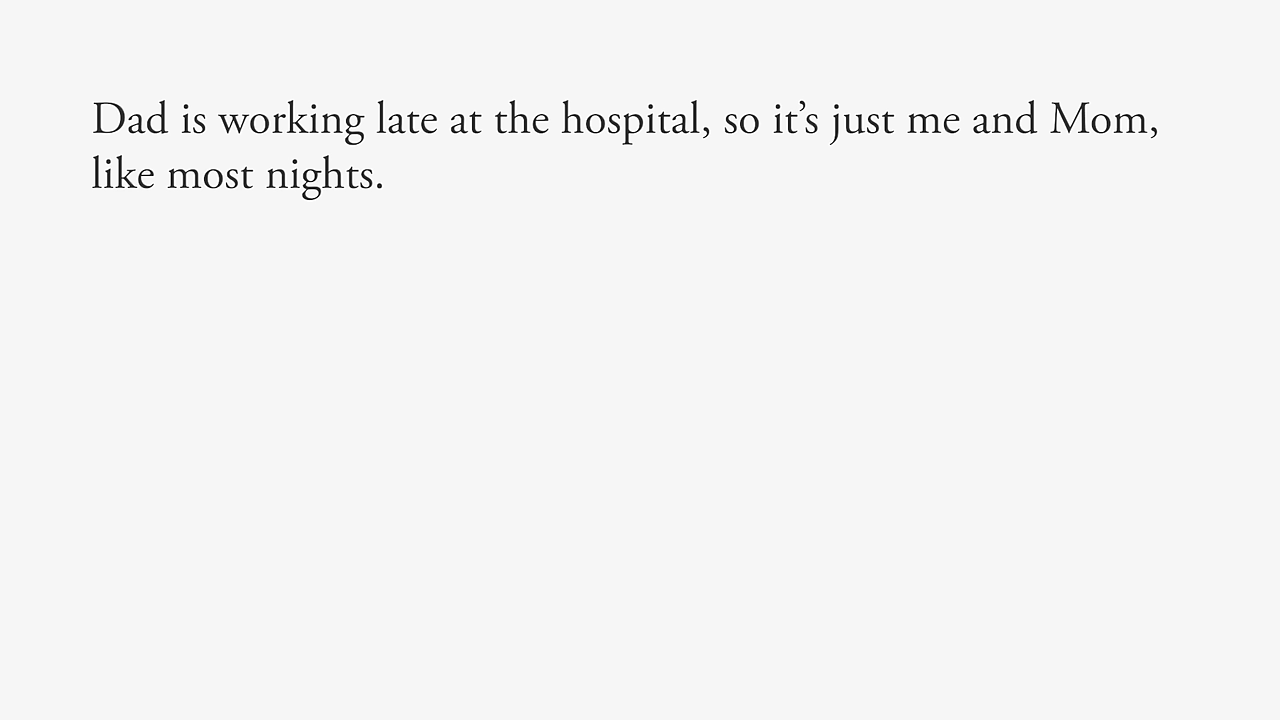 Dad is working late at the hospital, so it’s just me and Mom,
like most nights.